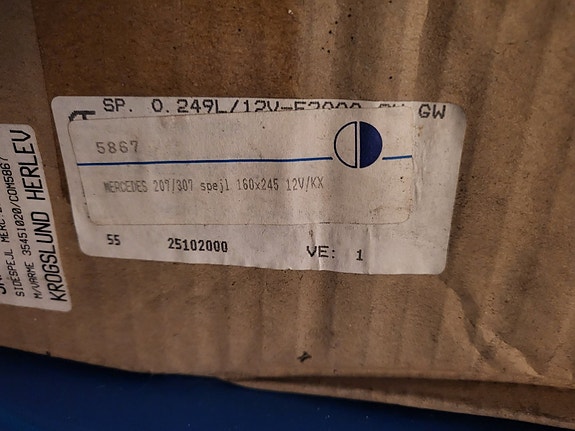 SP. 0.249L/12V GW
5867
MERCEDES 207/307 spejl 160x245 12V/KX
55 25102000 VE: 1
SIDESPEJL MERC.
M/VARME 35451020/COM5867
KROGSLUND HERLEV